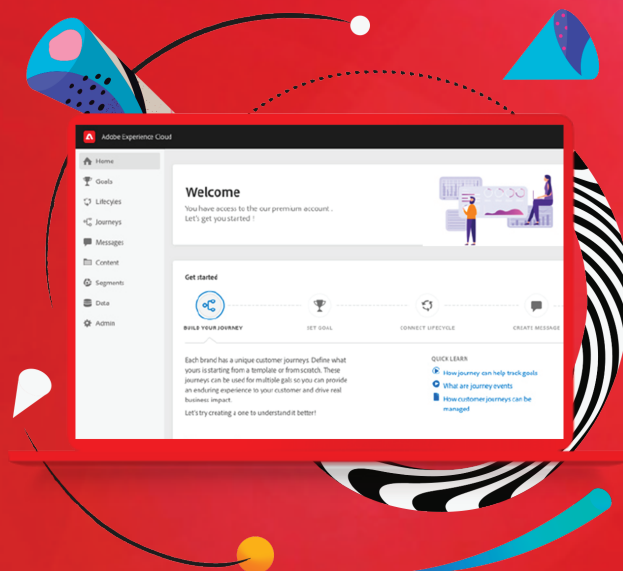 Adobe Experience Cloud
Home
Goals
Lifecyles
Journeys
Messages
Content
Segments
Data
Admin
Welcome
You have access to the our premium account .
Let's get you started !
Get started
BUILD YOUR JOURNEY
SET GOAL
CONNECT LIFECYCLE
CREATE MESSAGE
Each brand has a unique customer journeys. Define what
yours is starting from a template or from scratch. These
journeys can be used for multiple gals so you can provide
an enduring experience to your customer and drive real
business impact.
Let's try creating a one to understand it better!
QUICK LEARN
How journey can help track goals
What are journey events
How customer journeys can be
managed